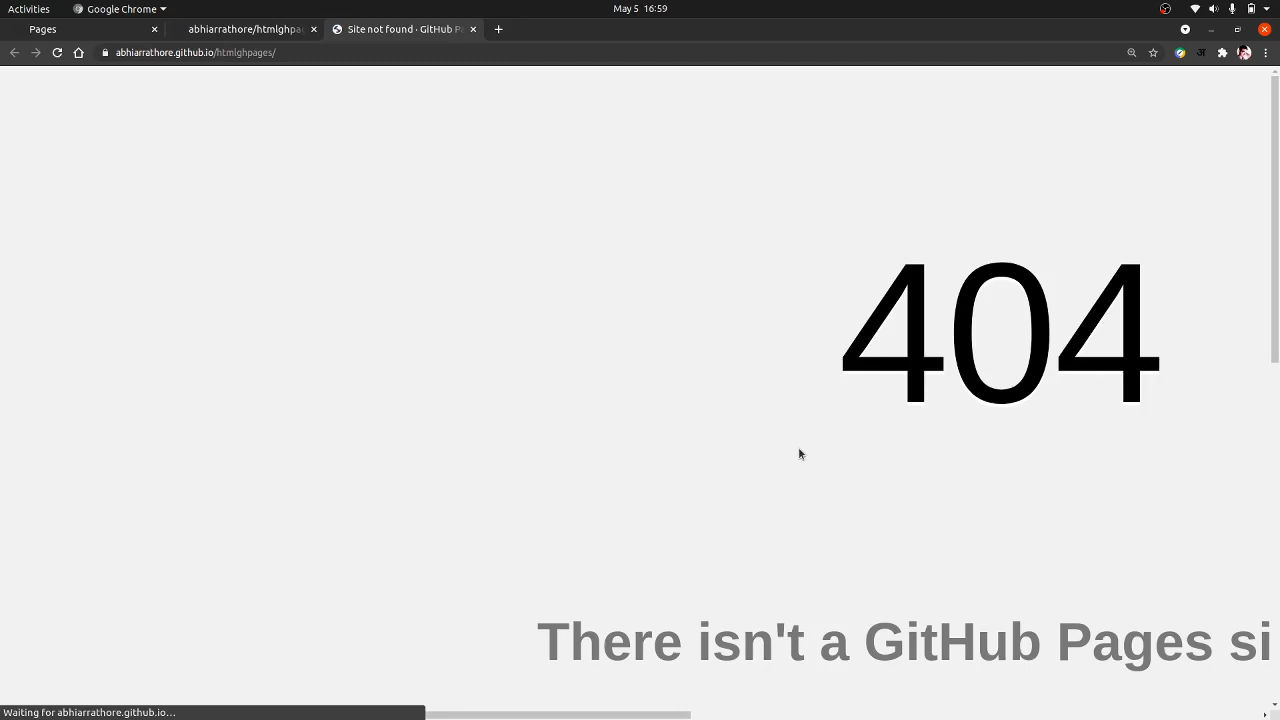 Activities Google Chrome May 5 16:59
Pages abhiarrathore/htmlghpag Site not found · GitHub P
abhiarrathore.github.io/htmlghpages/
अ
404
There isn't a GitHub Pages si
Waiting for abhiarrathore.github.io...